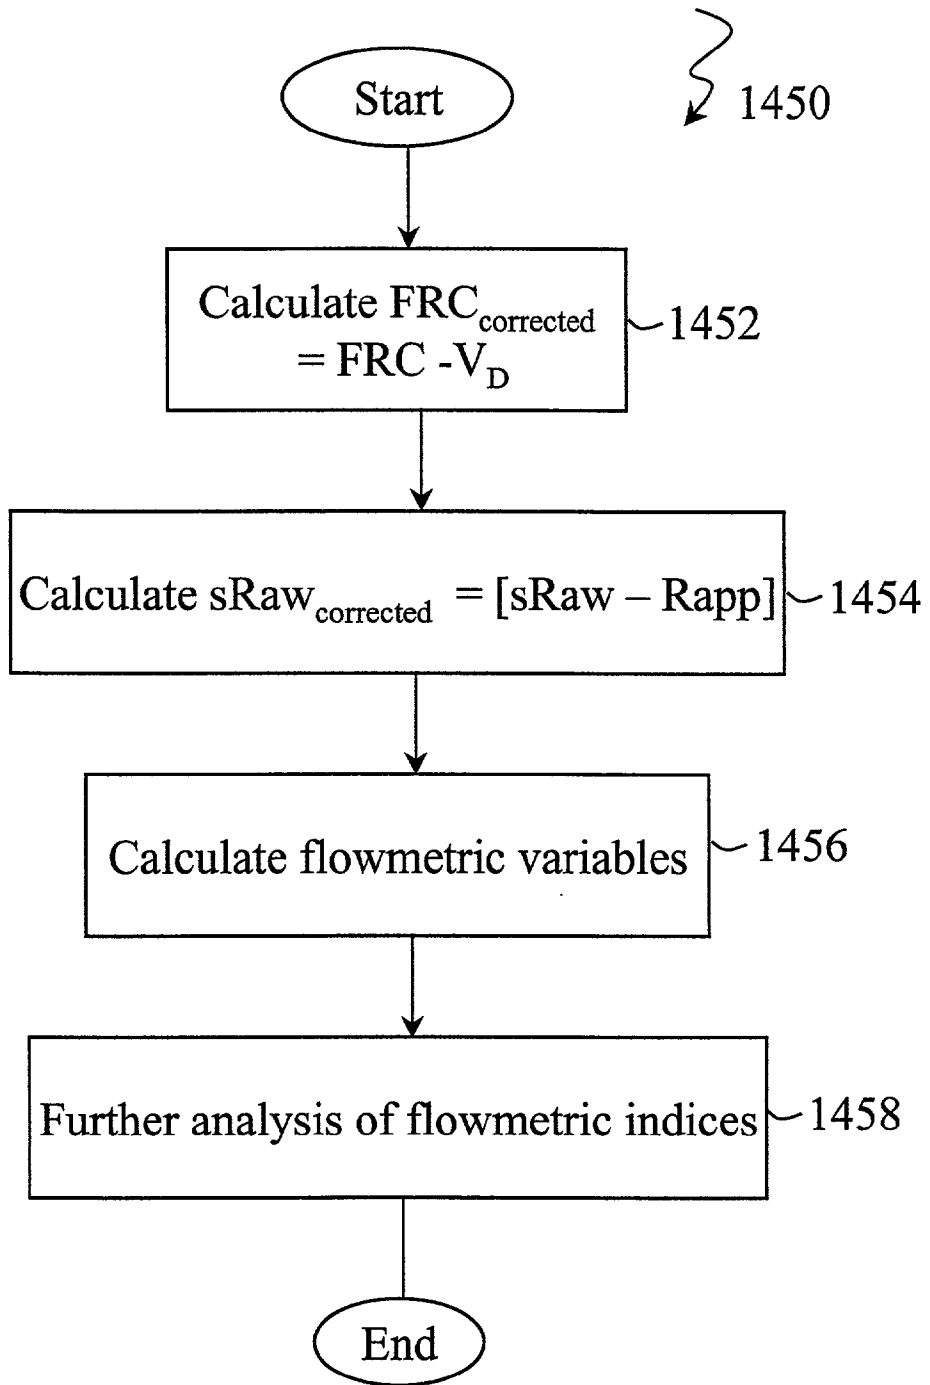 Start
1450
Calculate FRCcorrected
= FRC -VD
1452
Calculate sRawcorrected = [sRaw – Rapp]
1454
Calculate flowmetric variables
1456
Further analysis of flowmetric indices
1458
End